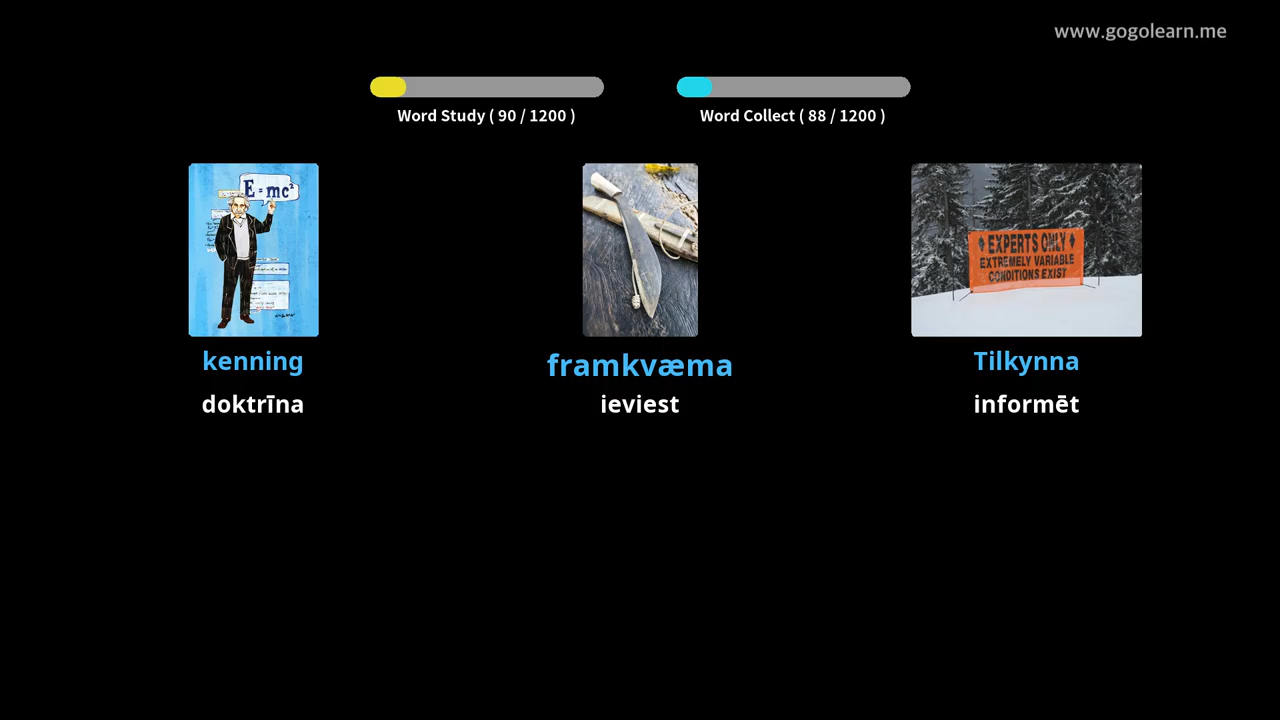 www.gogolearn.me
Word Study ( 90 / 1200 )
Word Collect ( 88 / 1200 )
E=mc²
EXPERTS ONLY
EXTREMELY VARIABLE
CONDITIONS EXIST
kenning
framkvæma
Tilkynna
doktrīna
ieviest
informēt